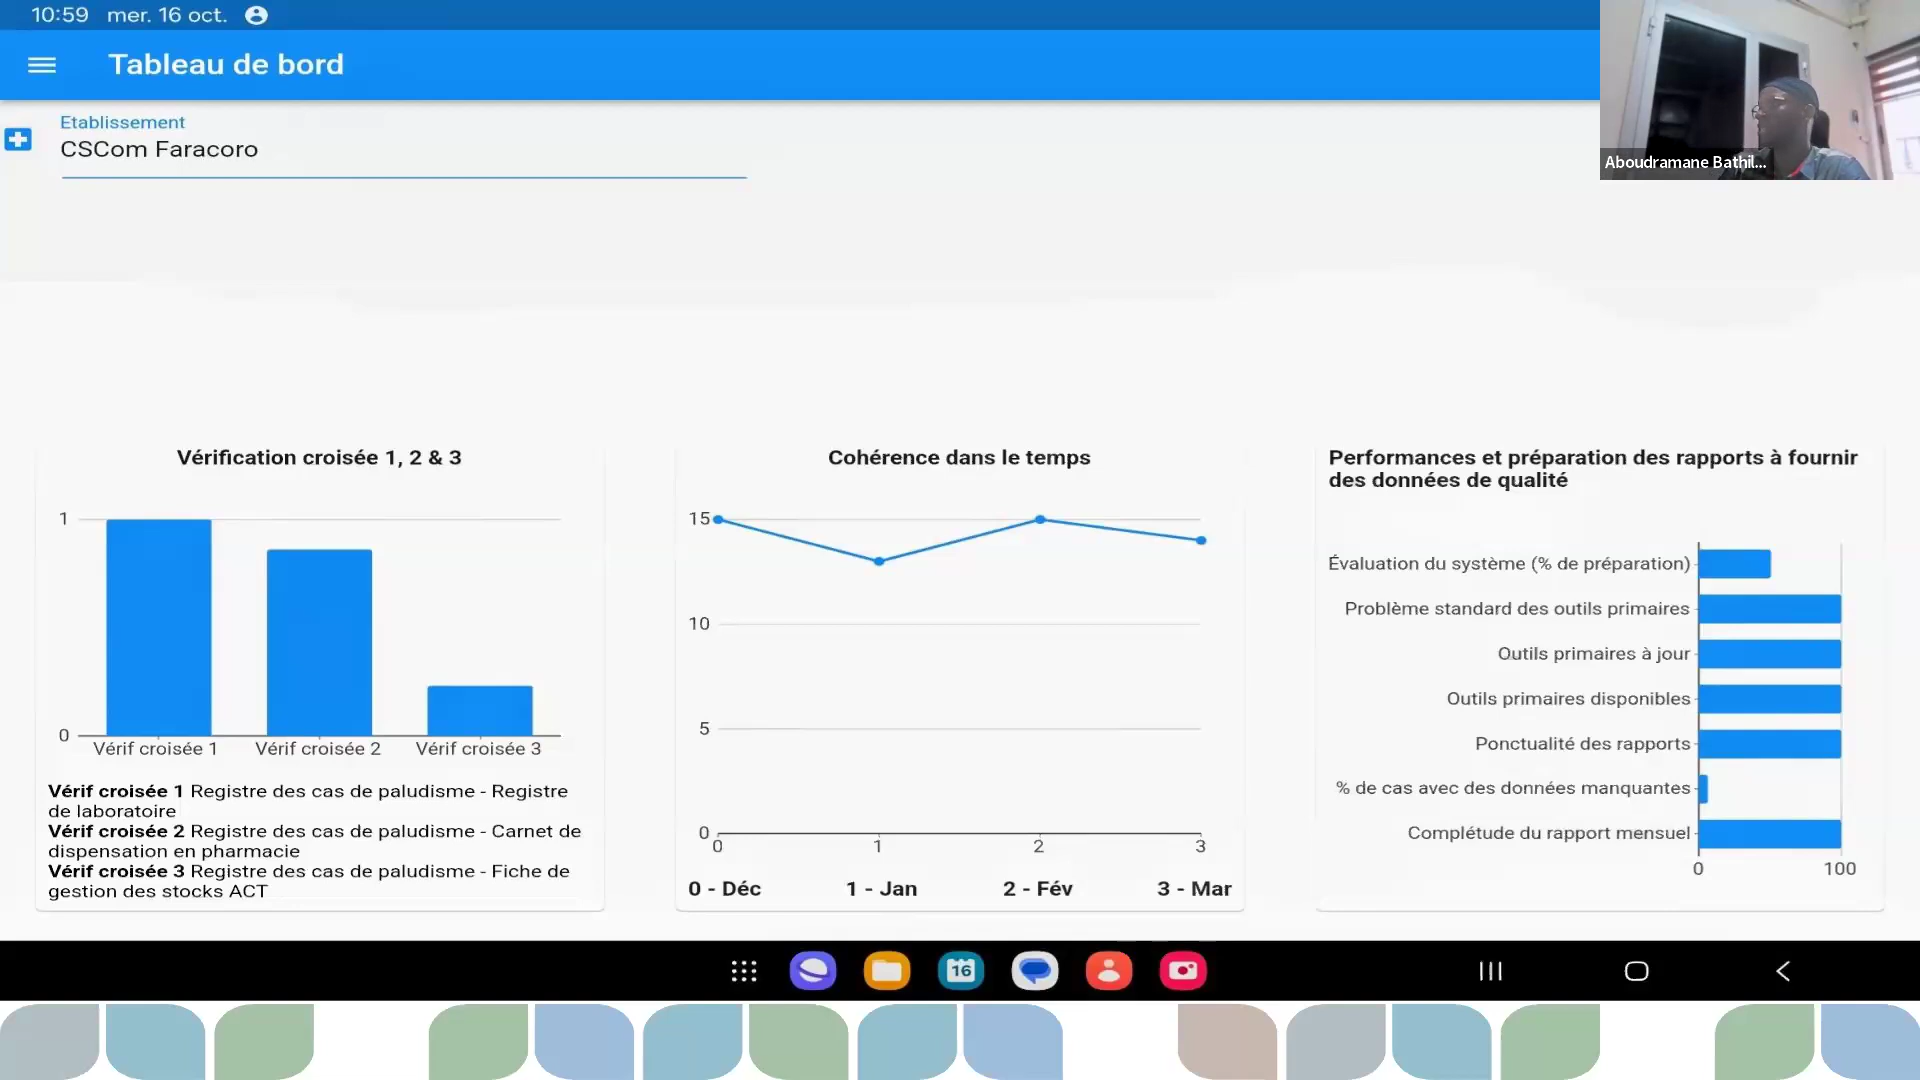 10:59 mer. 16 oct.
Tableau de bord
Aboudramane Bathil...
Etablissement
CSCom Faracoro
Vérification croisée 1, 2 & 3
1
0
Vérif croisée 1 Vérif croisée 2 Vérif croisée 3
Vérif croisée 1 Registre des cas de paludisme - Registre
de laboratoire
Vérif croisée 2 Registre des cas de paludisme - Carnet de
dispensation en pharmacie
Vérif croisée 3 Registre des cas de paludisme - Fiche de
gestion des stocks ACT
Cohérence dans le temps
15
10
5
0
0 1 2 3
0 - Déc 1 - Jan 2 - Fév 3 - Mar
Performances et préparation des rapports à fournir
des données de qualité
Évaluation du système (% de préparation)
Problème standard des outils primaires
Outils primaires à jour
Outils primaires disponibles
Ponctualité des rapports
% de cas avec des données manquantes
Complétude du rapport mensuel
0 100
16